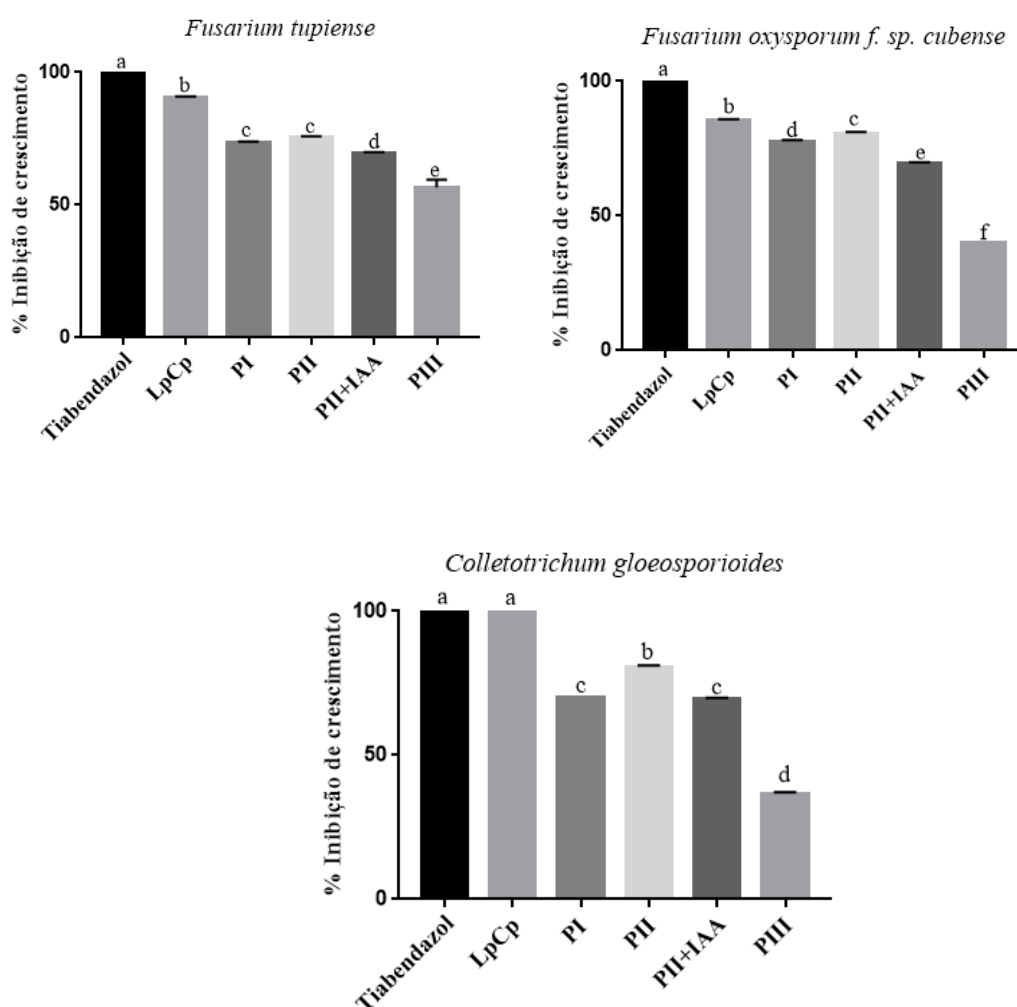 Fusarium tupiense
% Inibição de crescimento
100
50
0
a
b
c
c
d
e
Tiabendazol
LpCp
PI
PII
PII+IAA
PIII
Fusarium oxysporum f. sp. cubense
% Inibição de crescimento
100
50
0
a
b
d
c
e
f
Tiabendazol
LpCp
PI
PII
PII+IAA
PIII
Colletotrichum gloeosporioides
% Inibição de crescimento
100
50
0
a
a
c
b
c
d
Tiabendazol
LpCp
PI
PII
PII+IAA
PIII